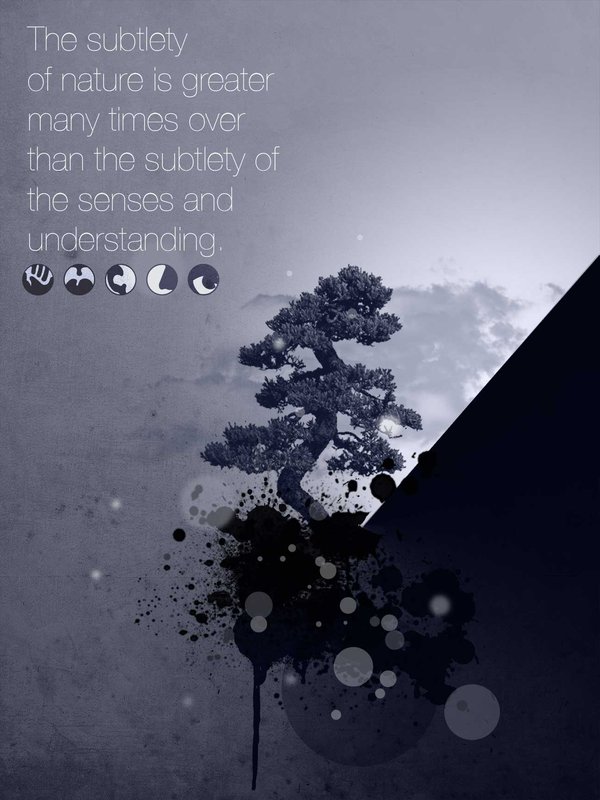 The subtlety
of nature is greater
many times over
than the subtlety of
the senses and
understanding.